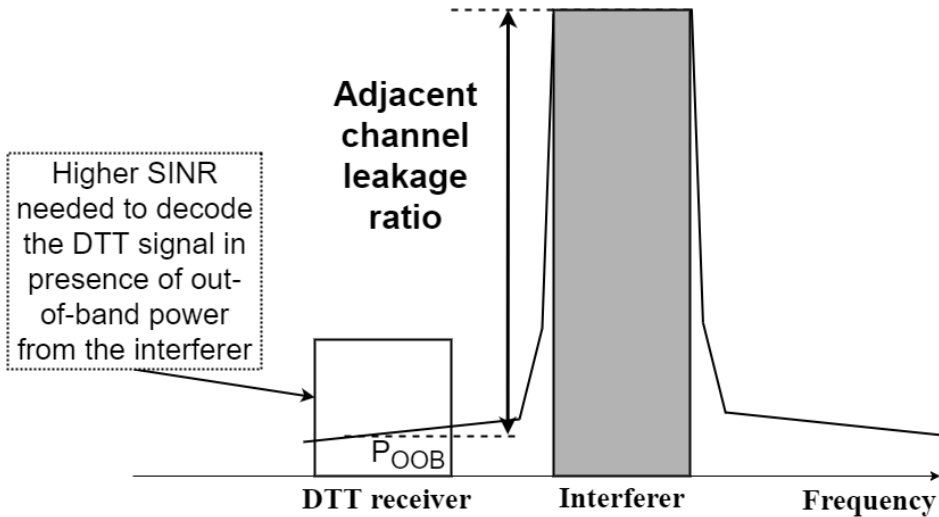 Adjacent
channel
leakage
ratio
Higher SINR
needed to decode
the DTT signal in
presence of out-
of-band power
from the interferer
POOB
DTT receiver
Interferer
Frequency